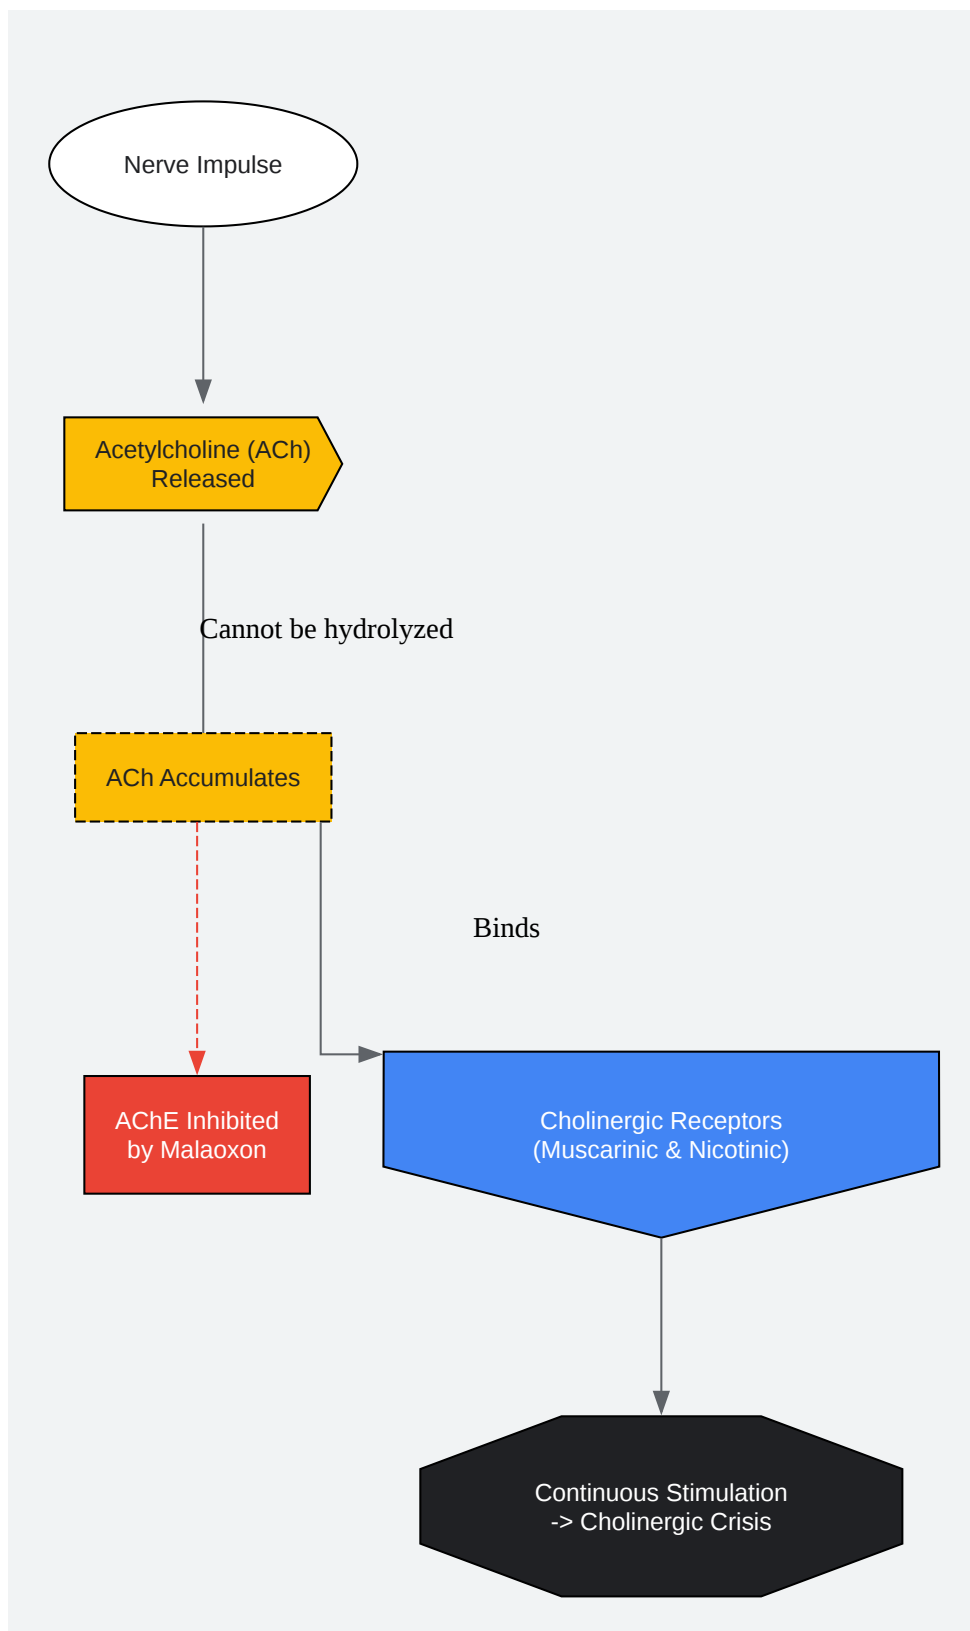 Nerve Impulse
Acetylcholine (ACh)
Released
Cannot be hydrolyzed
ACh Accumulates
Binds
AChE Inhibited
by Malaoxon
Cholinergic Receptors
(Muscarinic & Nicotinic)
Continuous Stimulation
-> Cholinergic Crisis